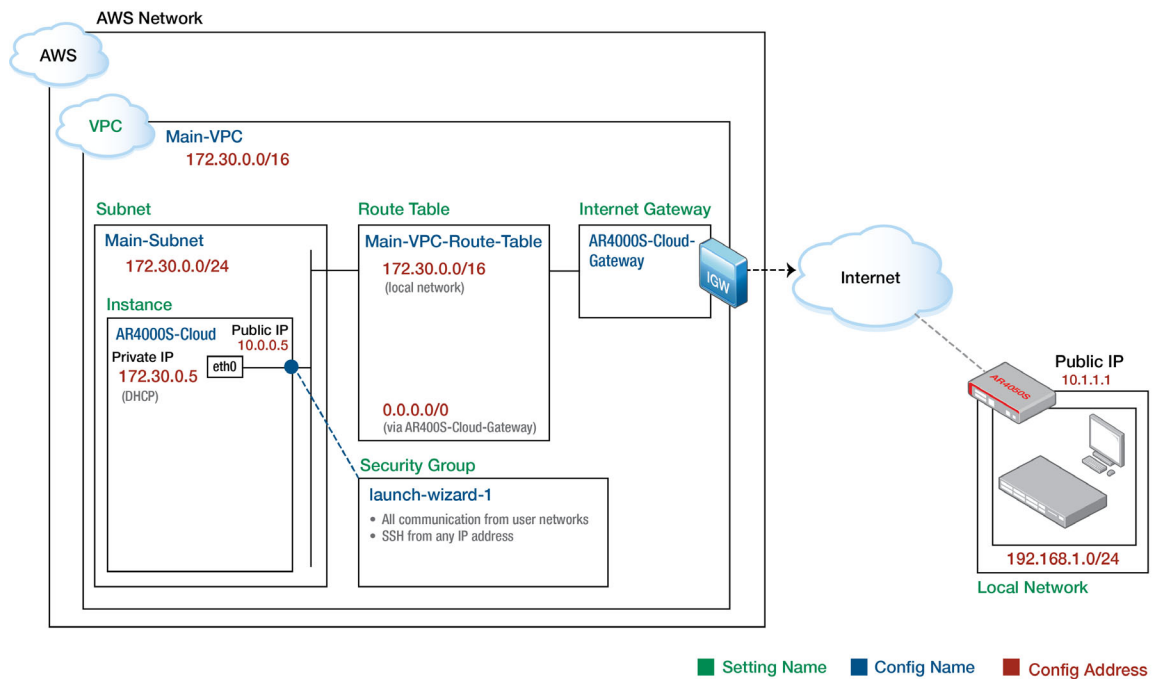 AWS Network
AWS
VPC
Main-VPC
172.30.0.0/16
Subnet
Main-Subnet
172.30.0.0/24
Instance
AR4000S-Cloud
Public IP
10.0.0.5
Private IP
172.30.0.5
(DHCP)
eth0
Route Table
Main-VPC-Route-Table
172.30.0.0/16
(local network)
0.0.0.0/0
(via AR400S-Cloud-Gateway)
Security Group
launch-wizard-1
• All communication from user networks
• SSH from any IP address
Internet Gateway
AR4000S-Cloud-
Gateway
IGW
Internet
Public IP
10.1.1.1
AR4050S
192.168.1.0/24
Local Network
Setting Name
Config Name
Config Address